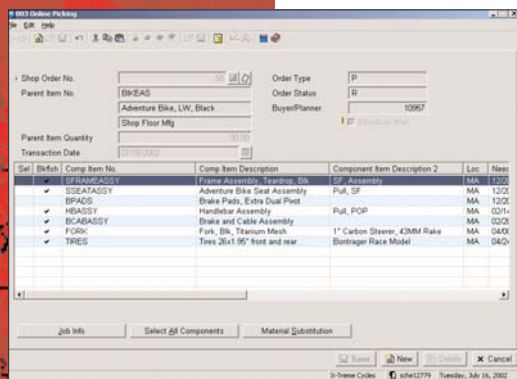 003 Online Picking
File Edit Help
Shop Order No.
Order Type P
Parent Item No. BIKEAS
Order Status R
Adventure Bike, LW, Black
Buyer/Planner 10957
Shop Floor Mfg
Parent Item Quantity
Transaction Date
Sel Bkflsh Comp Item No. Comp Item Description Component Item Description 2 Loc
SFRAMEASSY Frame Assembly, Teardrop, Blk SF, Assembly MA
SSEATASSY Adventure Bike Seat Assembly Pull, SF MA
BPADS Brake Pads, Extra Dual Pivot MA
HBASSY Handlebar Assembly Pull, POP MA
BCABASSY Brake and Cable Assembly MA
FORK Fork, Blk, Titanium Mesh 1" Carbon Steerer, 43MM Rake MA
TIRES Tires 26x1.95" front and rear Bontrager Race Model MA
Job Info Select All Components Material Substitution
Save New Delete Cancel
X-Treme Cycles sche12779 Tuesday, July 16, 2002